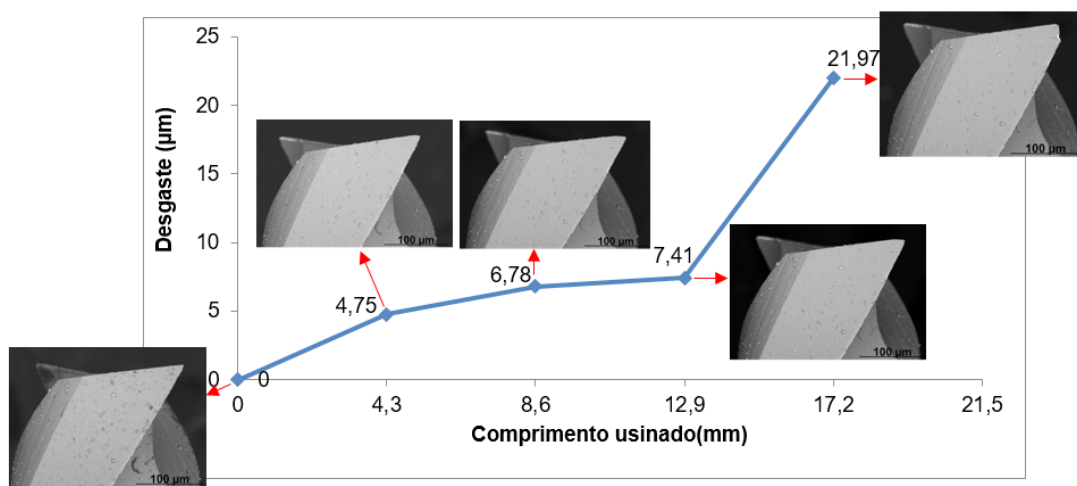 25
20
15
10
5
0
Desgaste (µm)
0
4,75
6,78
7,41
21,97
100 µm
100 µm
100 µm
100 µm
100 µm
0 4,3 8,6 12,9 17,2 21,5
Comprimento usinado(mm)